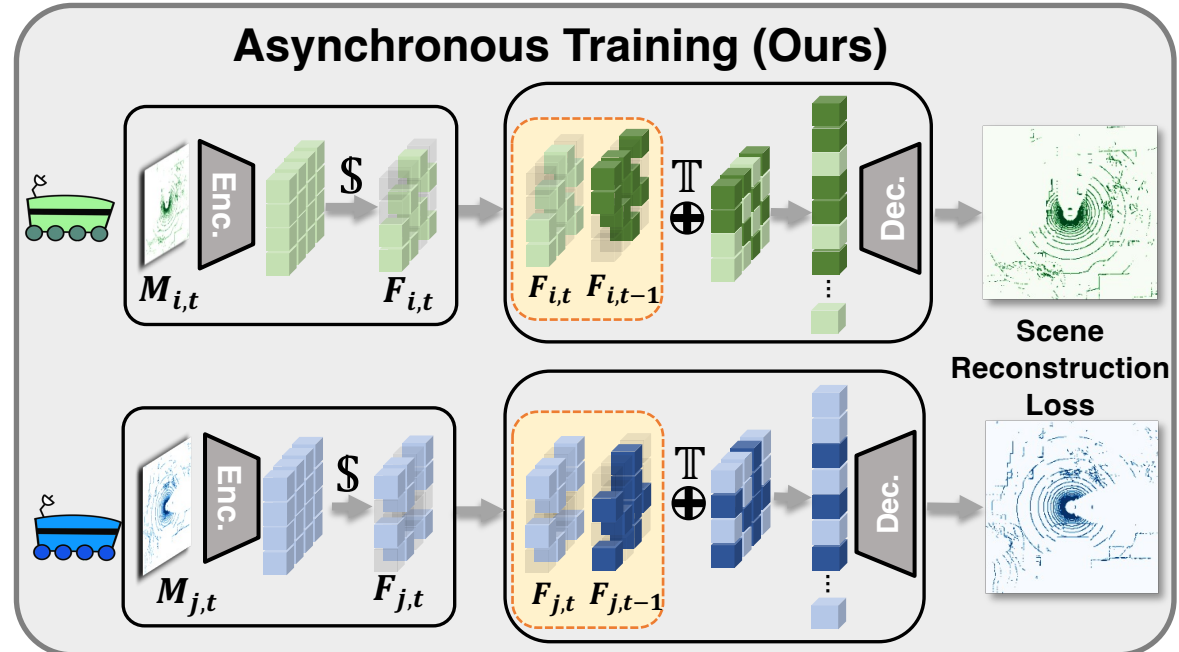 Asynchronous Training (Ours)
Enc.
$
𝕋
⊕
Dec.
M_{i,t}
F_{i,t}
F_{i,t} F_{i,t−1}
⋮
Scene
Reconstruction
Loss
Enc.
$
𝕋
⊕
Dec.
M_{j,t}
F_{j,t}
F_{j,t} F_{j,t−1}
⋮